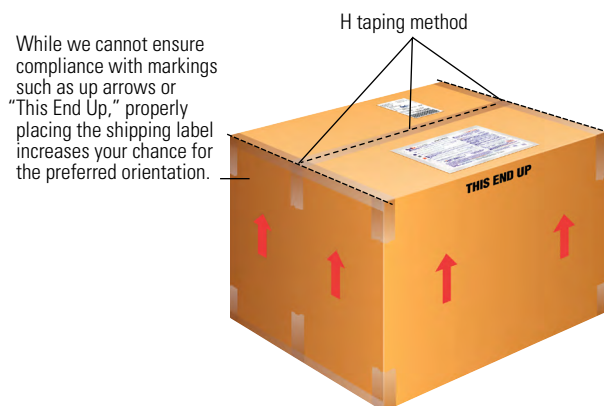 H taping method
While we cannot ensure
compliance with markings
such as up arrows or
“This End Up,” properly
placing the shipping label
increases your chance for
the preferred orientation.
THIS END UP